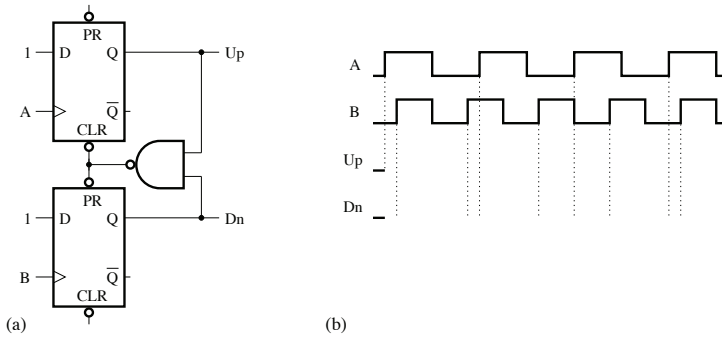 PR
1 D Q Up
A Q
CLR
PR
1 D Q Dn
B Q
CLR
(a)
A
B
Up
Dn
(b)